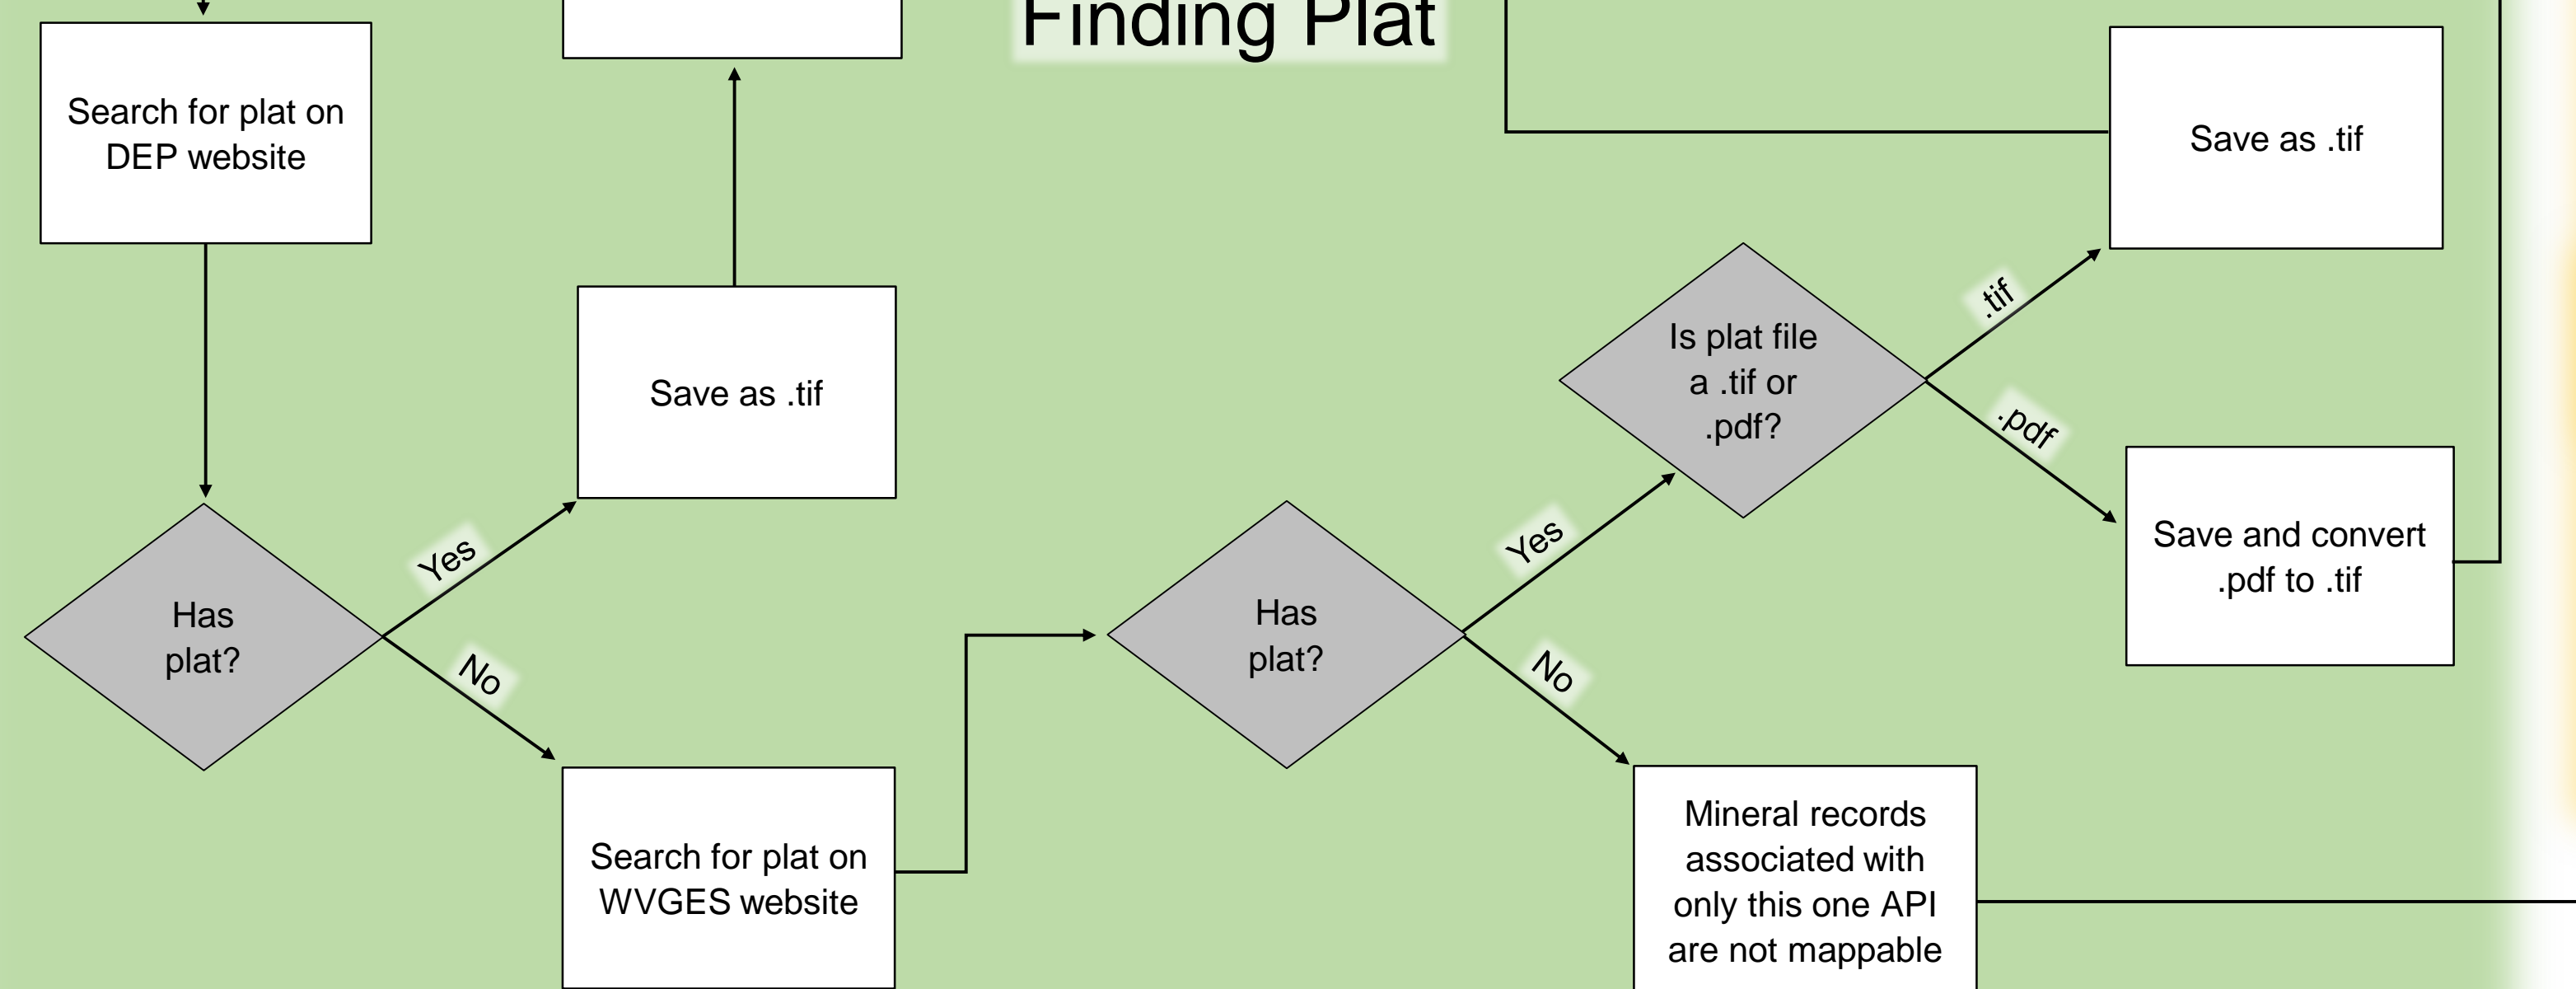 Finding Plat
Search for plat on
DEP website
Save as .tif
Save as .tif
Is plat file
a .tif or
.pdf?
.tif
.pdf
Save and convert
.pdf to .tif
Has
plat?
Yes
No
Has
plat?
Yes
No
Search for plat on
WVGES website
Mineral records
associated with
only this one API
are not mappable